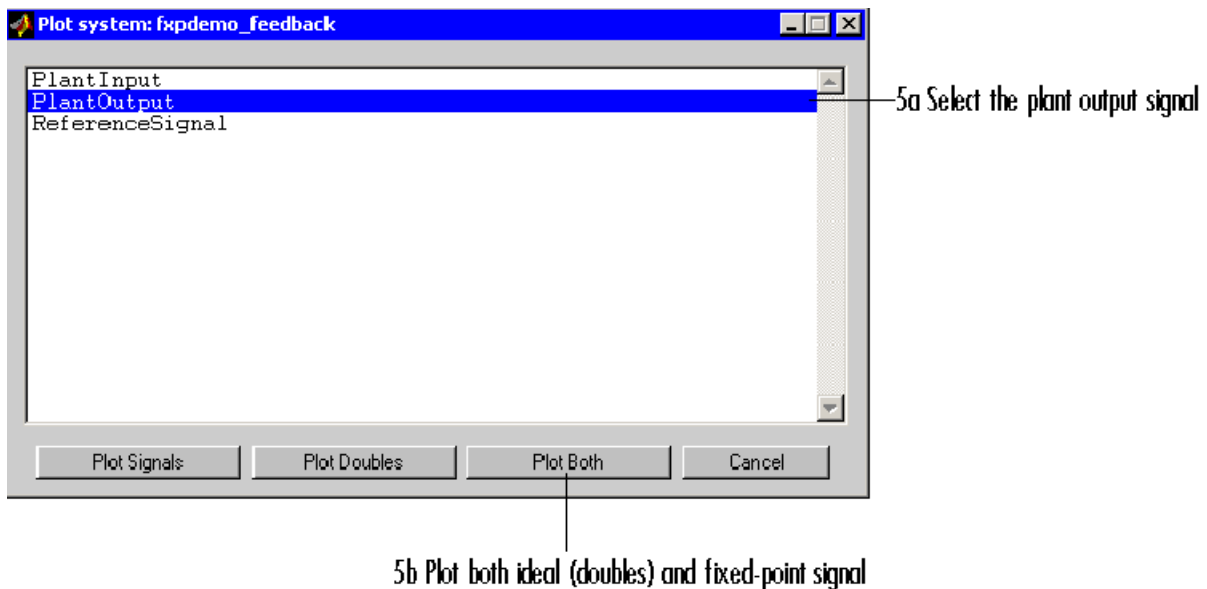 Plot system: fxpdemo_feedback
PlantInput
PlantOutput
ReferenceSignal
5a Select the plant output signal
Plot Signals
Plot Doubles
Plot Both
Cancel
5b Plot both ideal (doubles) and fixed-point signal